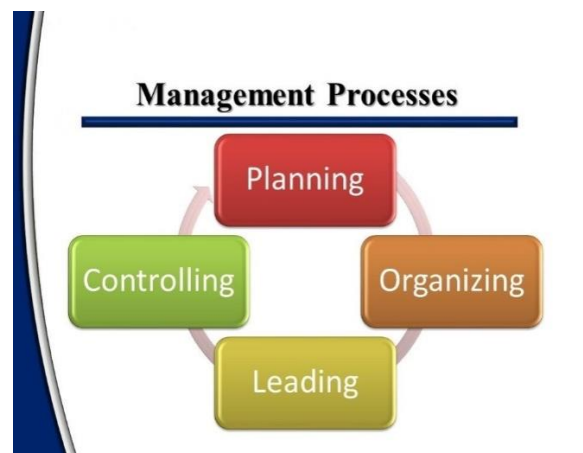 Management Processes
Planning
Organizing
Leading
Controlling